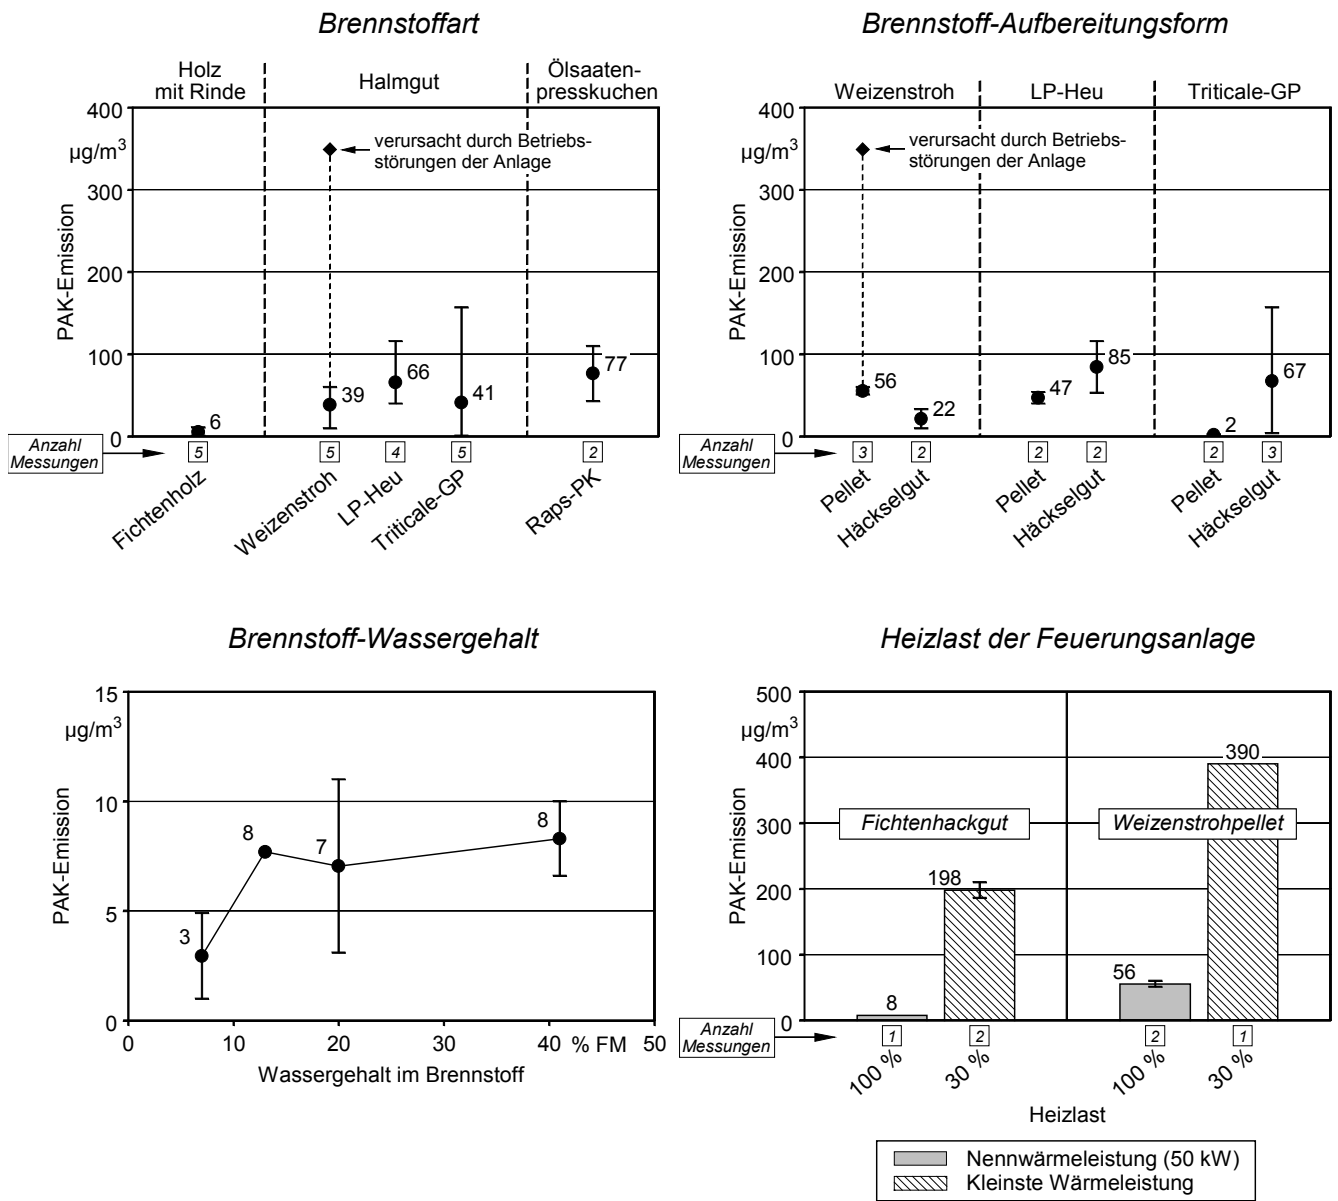 Brennstoffart
Holz
mit Rinde
Halmgut
Ölsaaten-
presskuchen
400
µg/m³
300
200
100
0
PAK-Emission
verursacht durch Betriebs-
störungen der Anlage
6
39
66
41
77
Anzahl
Messungen
5
5
4
5
2
Fichtenholz
Weizenstroh
LP-Heu
Triticale-GP
Raps-PK
Brennstoff-Aufbereitungsform
Weizenstroh
LP-Heu
Triticale-GP
400
µg/m³
300
200
100
0
PAK-Emission
verursacht durch Betriebs-
störungen der Anlage
56
22
47
85
2
67
Anzahl
Messungen
3
2
2
2
2
3
Pellet
Häckselgut
Pellet
Häckselgut
Pellet
Häckselgut
Brennstoff-Wassergehalt
15
µg/m³
10
5
0
PAK-Emission
3
8
7
8
0
10
20
30
40
% FM
50
Wassergehalt im Brennstoff
Heizlast der Feuerungsanlage
500
µg/m³
400
300
200
100
0
PAK-Emission
Fichtenhackgut
Weizenstrohpellet
8
198
56
390
Anzahl
Messungen
1
2
2
1
100 %
30 %
100 %
30 %
Heizlast
Nennwärmeleistung (50 kW)
Kleinste Wärmeleistung